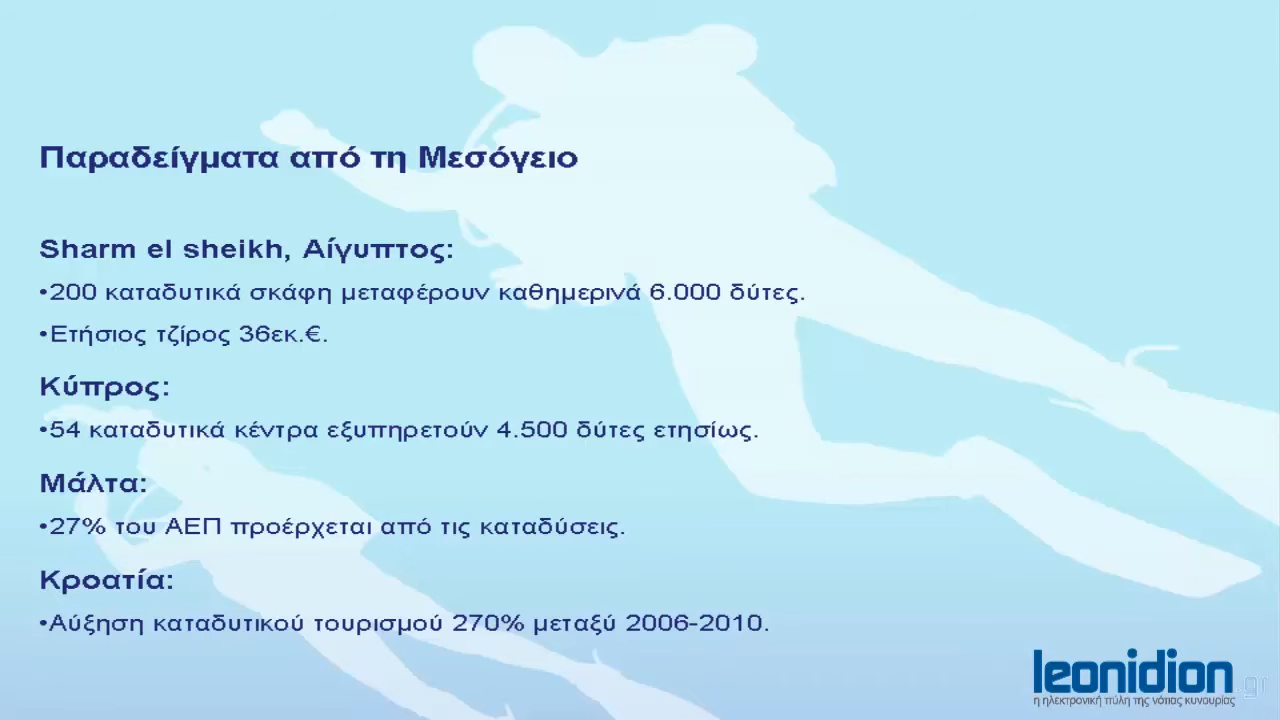 Παραδείγματα από τη Μεσόγειο
Sharm el sheikh, Αίγυπτος:
•200 καταδυτικά σκάφη μεταφέρουν καθημερινά 6.000 δύτες.
•Ετήσιος τζίρος 36εκ.€.
Κύπρος:
•54 καταδυτικά κέντρα εξυπηρετούν 4.500 δύτες ετησίως.
Μάλτα:
•27% του ΑΕΠ προέρχεται από τις καταδύσεις.
Κροατία:
•Αύξηση καταδυτικού τουρισμού 270% μεταξύ 2006-2010.
leonidion.gr
η ηλεκτρονική πύλη της νότιας κυνουρίας